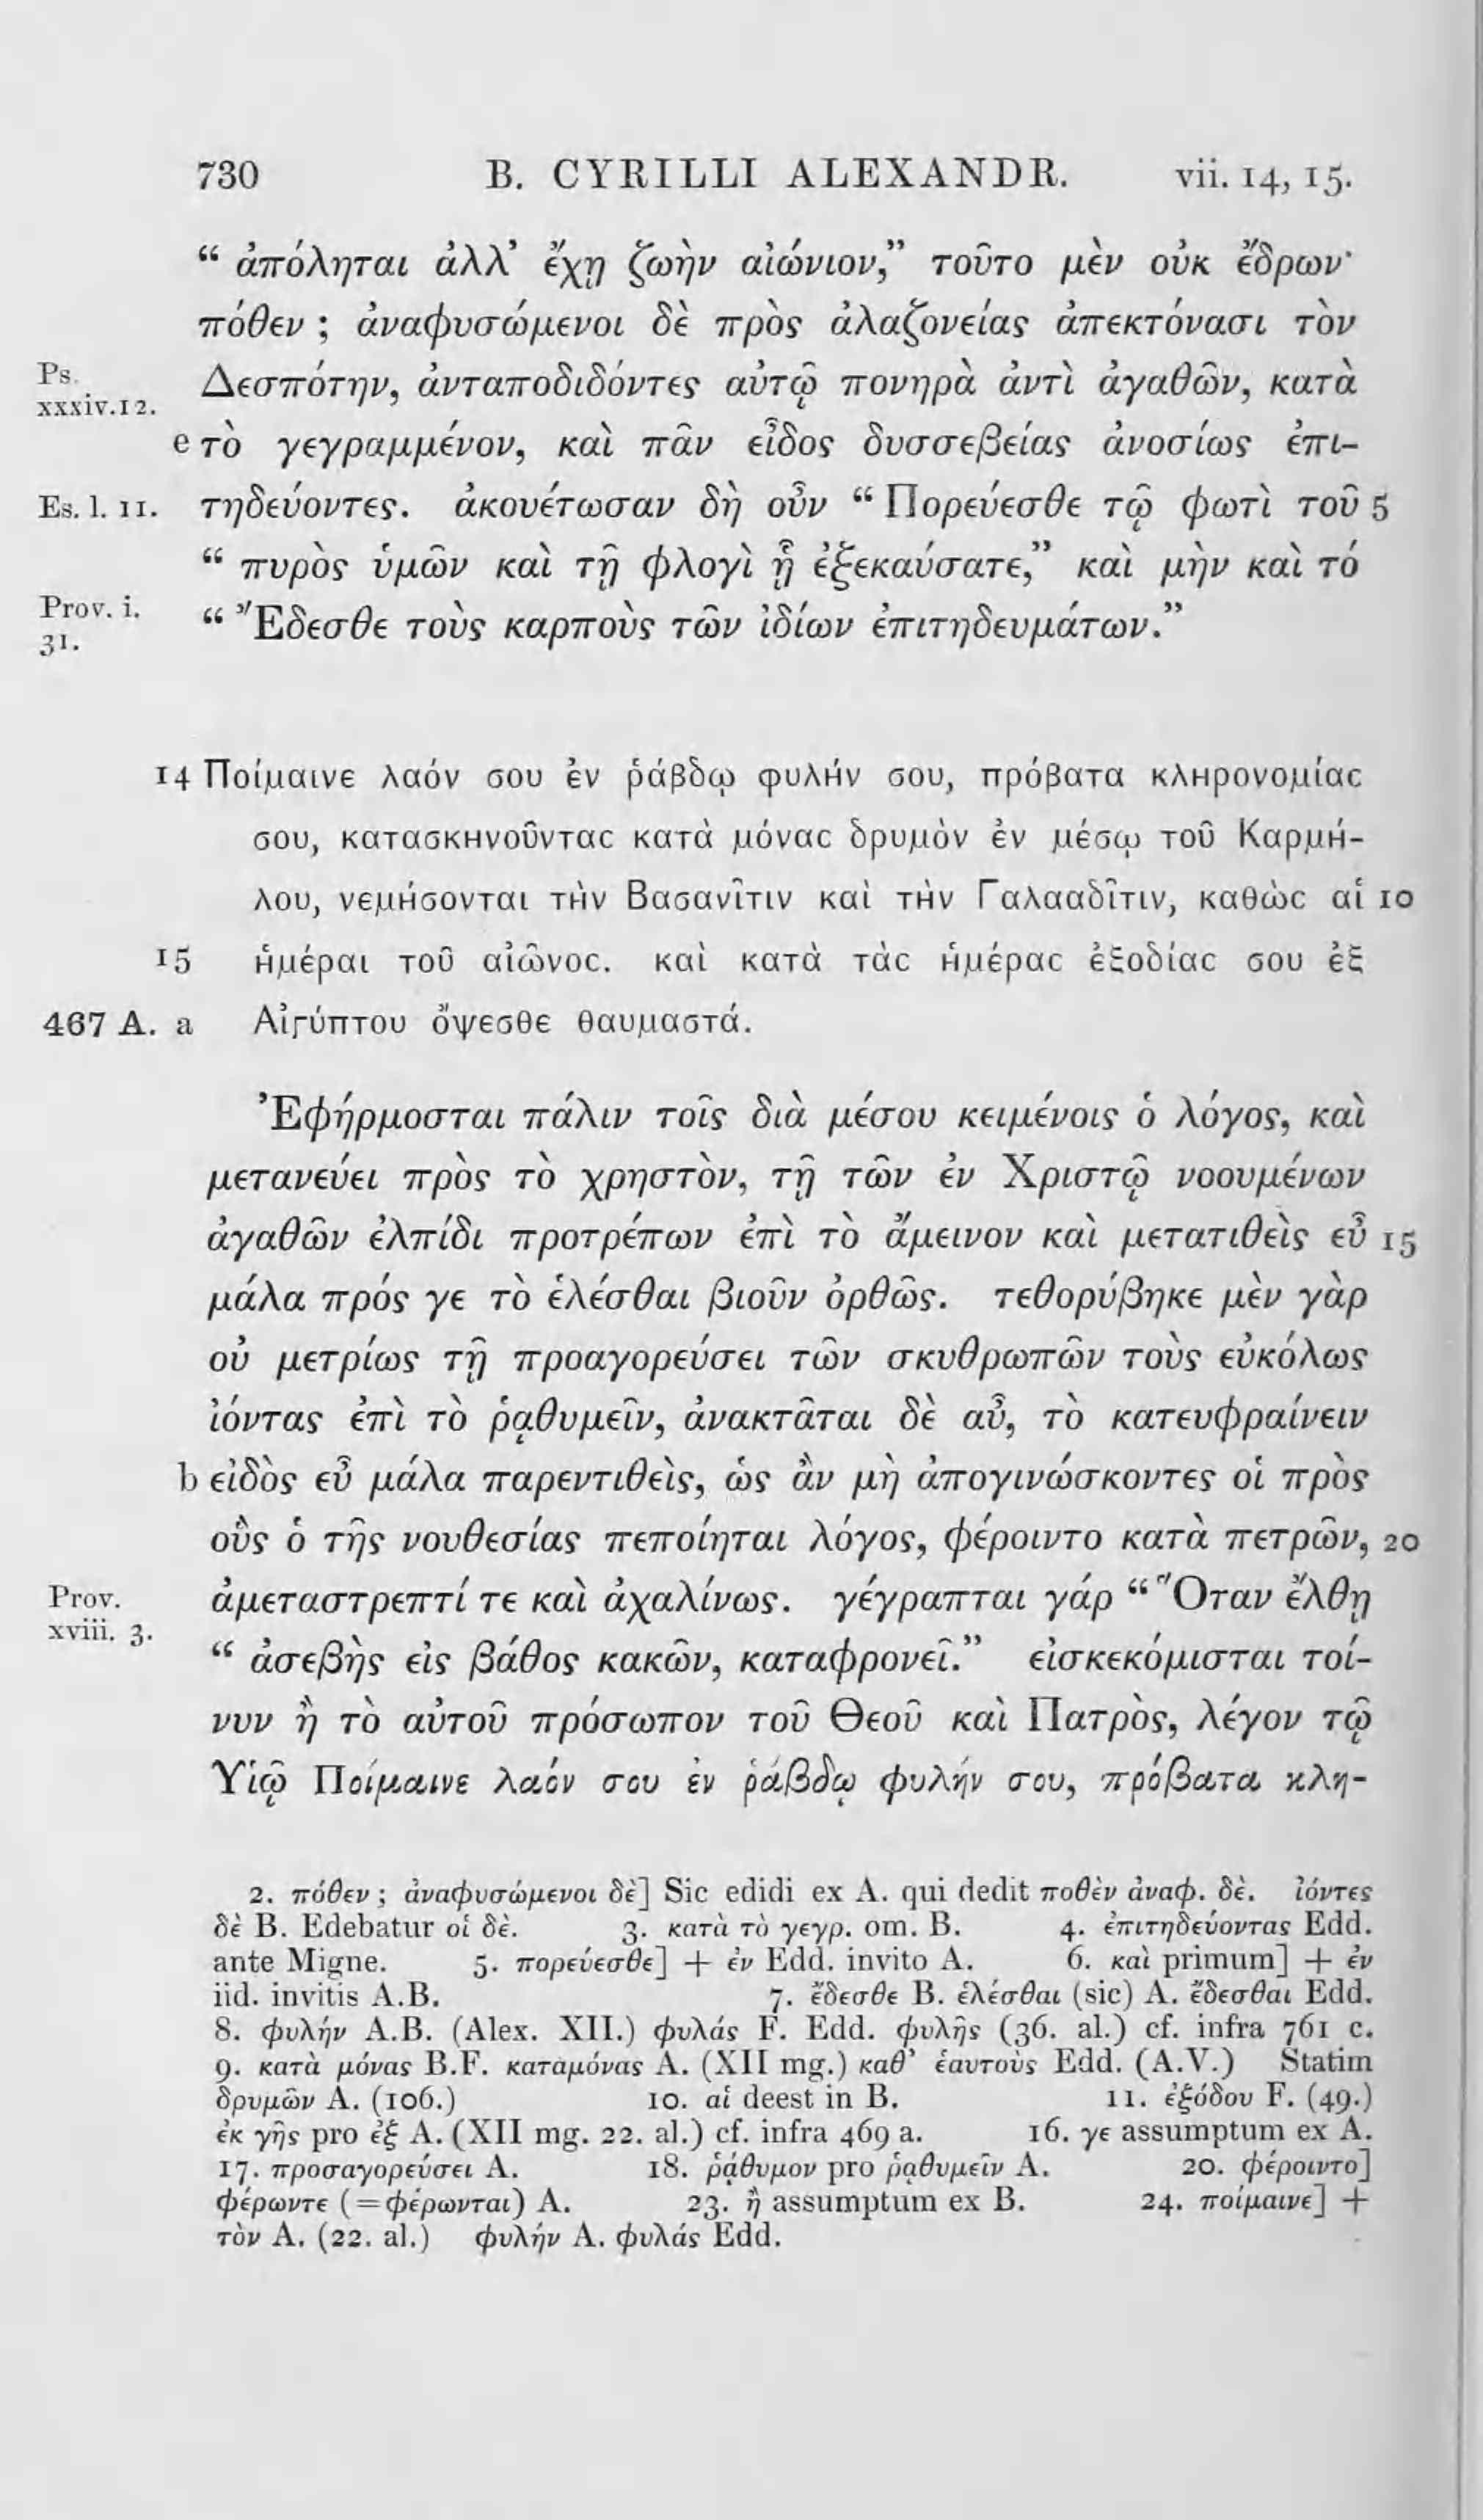 730 B. CYRILLI ALEXANDR. vii. 14, 15.
“ ἀπόληται ἀλλ’ ἔχῃ ζωὴν αἰώνιον,” τοῦτο μὲν οὐκ ἔδρων·
πόθεν ; ἀναφυσώμενοι δὲ πρὸς ἀλαζονείας ἀπεκτόνασι τὸν
Ps. xxxiv.12. Δεσπότην, ἀνταποδιδόντες αὐτῷ πονηρὰ ἀντὶ ἀγαθῶν, κατὰ
e τὸ γεγραμμένον, καὶ πᾶν εἶδος δυσσεβείας ἀνοσίως ἐπι-
Es. l. 11. τηδεύοντες. ἀκουέτωσαν δὴ οὖν “ Πορεύεσθε τῷ φωτὶ τοῦ 5
“ πυρὸς ὑμῶν καὶ τῇ φλογὶ ᾗ ἐξεκαύσατε,” καὶ μὴν καὶ τό
Prov. i. 31. “ Ἔδεσθε τοὺς καρποὺς τῶν ἰδίων ἐπιτηδευμάτων.”
14 Ποίμαινε λαόν σου ἐν ῥάβδῳ φυλήν σου, πρόβατα κληρονομίας
σου, κατασκηνοῦντας κατὰ μόνας δρυμὸν ἐν μέσῳ τοῦ Καρμή-
λου, νεμήσονται τὴν Βασανῖτιν καὶ τὴν Γαλααδῖτιν, καθὼς αἱ 10
15 ἡμέραι τοῦ αἰῶνος. καὶ κατὰ τὰς ἡμέρας ἐξοδίας σου ἐξ
467 A. a Αἰγύπτου ὄψεσθε θαυμαστά.
Ἐφήρμοσται πάλιν τοῖς διὰ μέσου κειμένοις ὁ λόγος, καὶ
μετανεύει πρὸς τὸ χρηστὸν, τῇ τῶν ἐν Χριστῷ νοουμένων
ἀγαθῶν ἐλπίδι προτρέπων ἐπὶ τὸ ἄμεινον καὶ μετατιθεὶς εὖ 15
μάλα πρός γε τὸ ἑλέσθαι βιοῦν ὀρθῶς. τεθορύβηκε μὲν γὰρ
οὐ μετρίως τῇ προαγορεύσει τῶν σκυθρωπῶν τοὺς εὐκόλως
ἰόντας ἐπὶ τὸ ῥᾳθυμεῖν, ἀνακτᾶται δὲ αὖ, τὸ κατευφραίνειν
b εἰδὸς εὖ μάλα παρεντιθεὶς, ὡς ἂν μὴ ἀπογινώσκοντες οἱ πρὸς
οὓς ὁ τῆς νουθεσίας πεποίηται λόγος, φέροιντο κατὰ πετρῶν, 20
Prov. xviii. 3. ἀμεταστρεπτί τε καὶ ἀχαλίνως. γέγραπται γάρ “ Ὅταν ἔλθῃ
“ ἀσεβὴς εἰς βάθος κακῶν, καταφρονεῖ.” εἰσκεκόμισται τοί-
νυν ἢ τὸ αὐτοῦ πρόσωπον τοῦ Θεοῦ καὶ Πατρὸς, λέγον τῷ
Υἱῷ Ποίμαινε λαόν σου ἐν ῥάβδῳ φυλήν σου, πρόβατα κλη-
2. πόθεν ; ἀναφυσώμενοι δὲ] Sic edidi ex A. qui dedit ποθὲν ἀναφ. δὲ. ἰόντες
δὲ B. Edebatur οἱ δὲ. 3. κατὰ τὸ γεγρ. om. B. 4. ἐπιτηδεύοντας Edd.
ante Migne. 5. πορεύεσθε] + ἐν Edd. invito A. 6. καὶ primum] + ἐν
iid. invitis A.B. 7. ἔδεσθε B. ἑλέσθαι (sic) A. ἔδεσθαι Edd.
8. φυλήν A.B. (Alex. XII.) φυλάς F. Edd. φυλῆς (36. al.) cf. infra 761 c.
9. κατὰ μόνας B.F. καταμόνας A. (XII mg.) καθ’ ἑαυτοὺς Edd. (A.V.) Statim
δρυμῶν A. (106.) 10. αἱ deest in B. 11. ἐξόδου F. (49.)
ἐκ γῆς pro ἐξ A. (XII mg. 22. al.) cf. infra 469 a. 16. γε assumptum ex A.
17. προσαγορεύσει A. 18. ῥᾴθυμον pro ῥᾳθυμεῖν A. 20. φέροιντο]
φέρωντε (=φέρωνται) A. 23. ἢ assumptum ex B. 24. ποίμαινε] +
τὸν A. (22. al.) φυλήν A. φυλάς Edd.